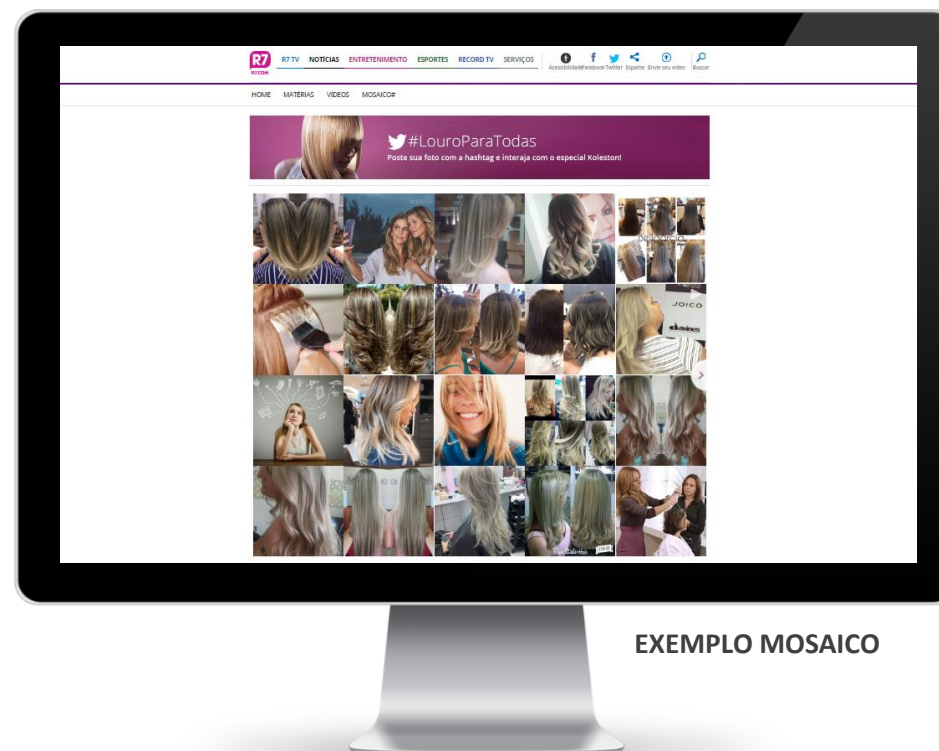 R7
R7.COM
R7 TV NOTÍCIAS ENTRETENIMENTO ESPORTES RECORD TV SERVIÇOS
Acessibilidade Facebook Twitter Espalhe Envie seu vídeo Buscar
HOME MATÉRIAS VÍDEOS MOSAICO#
#LouroParaTodas
Poste sua foto com a hashtag e interaja com o especial Koleston!
JOICO
EXEMPLO MOSAICO